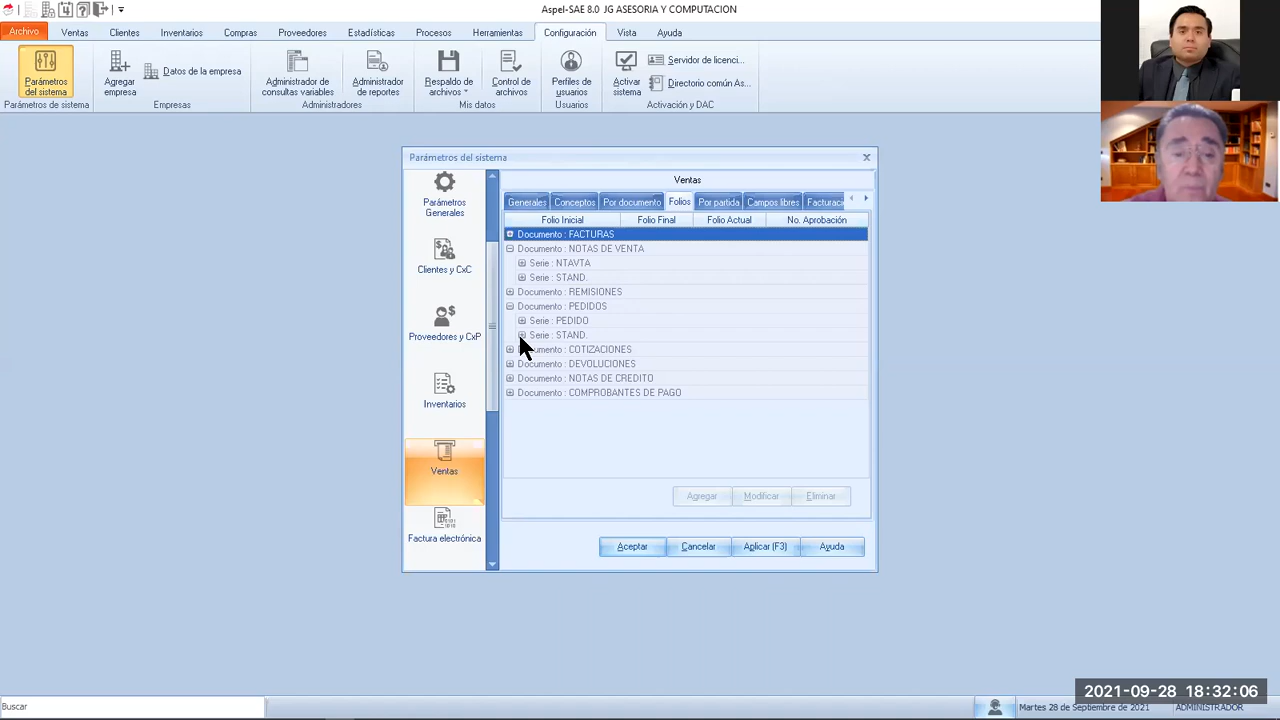 Aspel-SAE 8.0 JG ASESORIA Y COMPUTACION
Archivo Ventas Clientes Inventarios Compras Proveedores Estadísticas Procesos Herramientas Configuración Vista Ayuda
Parámetros del sistema
Agregar empresa
Datos de la empresa
Administrador de consultas variables
Administrador de reportes
Respaldo de archivos
Control de archivos
Perfiles de usuarios
Activar sistema
Servidor de licenci...
Directorio común As...
Parámetros de sistema Empresas Administradores Mis datos Usuarios Activación y DAC
Parámetros del sistema
Parámetros Generales
Clientes y CxC
Proveedores y CxP
Inventarios
Ventas
Factura electrónica
Ventas
Generales Conceptos Por documento Folios Por partida Campos libres Facturaci
Folio Inicial Folio Final Folio Actual No. Aprobación
Documento : FACTURAS
Documento : NOTAS DE VENTA
Serie : NTAVTA
Serie : STAND.
Documento : REMISIONES
Documento : PEDIDOS
Serie : PEDIDO
Serie : STAND.
Documento : COTIZACIONES
Documento : DEVOLUCIONES
Documento : NOTAS DE CREDITO
Documento : COMPROBANTES DE PAGO
Agregar Modificar Eliminar
Aceptar Cancelar Aplicar (F3) Ayuda
2021-09-28 18:32:06
Buscar
Martes 28 de Septiembre de 2021 ADMINISTRADOR